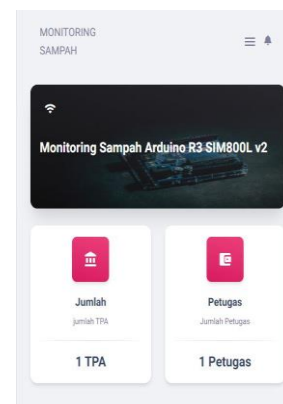 MONITORING
SAMPAH
Monitoring Sampah Arduino R3 SIM800L v2
Jumlah
jumlah TPA
1 TPA
Petugas
Jumlah Petugas
1 Petugas